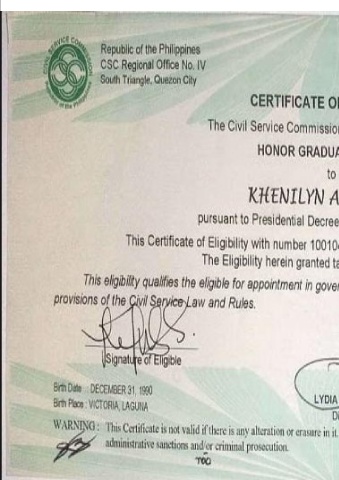 Republic of the Philippines
CSC Regional Office No. IV
South Triangle, Quezon City
CERTIFICATE O
The Civil Service Commissio
HONOR GRADUA
to
KHENILYN A
pursuant to Presidential Decree
This Certificate of Eligibility with number 10010
The Eligibility herein granted ta
This eligibility qualifies the eligible for appointment in gove
provisions of the Civil Service Law and Rules.
Signature of Eligible
Birth Date : DECEMBER 31, 1990
Birth Place : VICTORIA, LAGUNA
LYDIA
Di
WARNING : This Certificate is not valid if there is any alteration or erasure in it.
administrative sanctions and/or criminal prosecution.